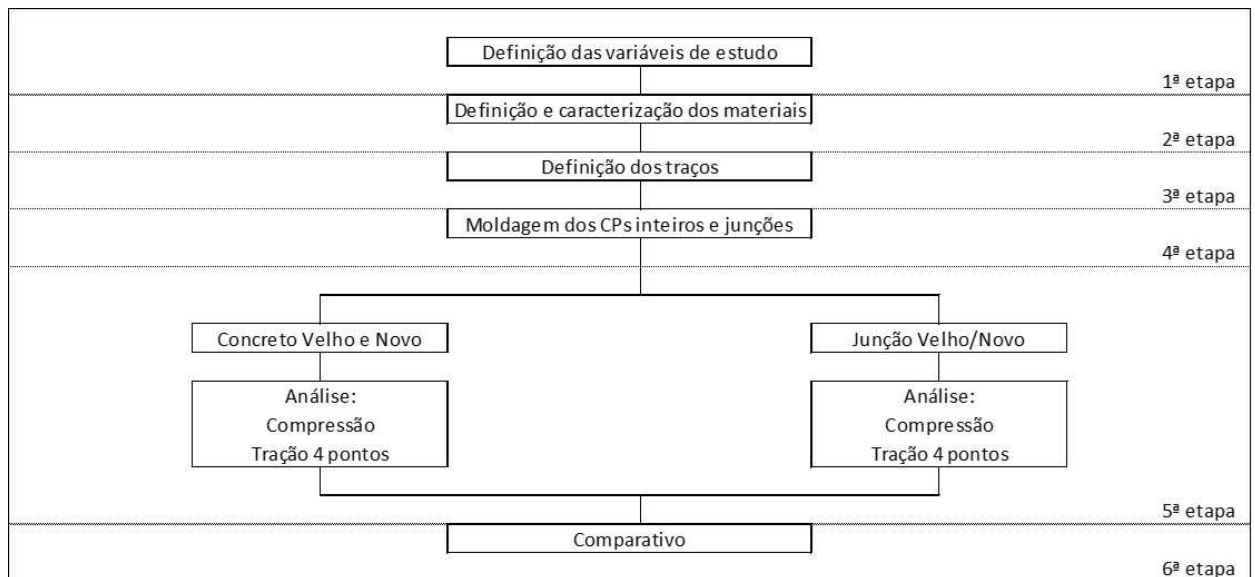 Definição das variáveis de estudo
1ª etapa
Definição e caracterização dos materiais
2ª etapa
Definição dos traços
3ª etapa
Moldagem dos CPs inteiros e junções
4ª etapa
Concreto Velho e Novo
Junção Velho/Novo
Análise:
Compressão
Tração 4 pontos
Análise:
Compressão
Tração 4 pontos
5ª etapa
Comparativo
6ª etapa